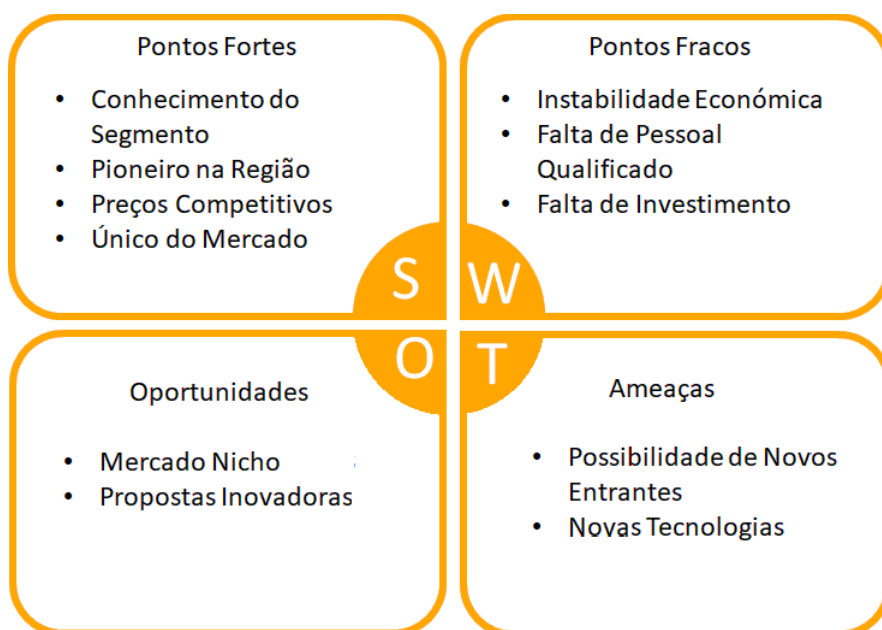 Pontos Fortes
• Conhecimento do
Segmento
• Pioneiro na Região
• Preços Competitivos
• Único do Mercado
Pontos Fracos
• Instabilidade Económica
• Falta de Pessoal
Qualificado
• Falta de Investimento
S W
O T
Oportunidades
• Mercado Nicho
• Propostas Inovadoras
Ameaças
• Possibilidade de Novos
Entrantes
• Novas Tecnologias